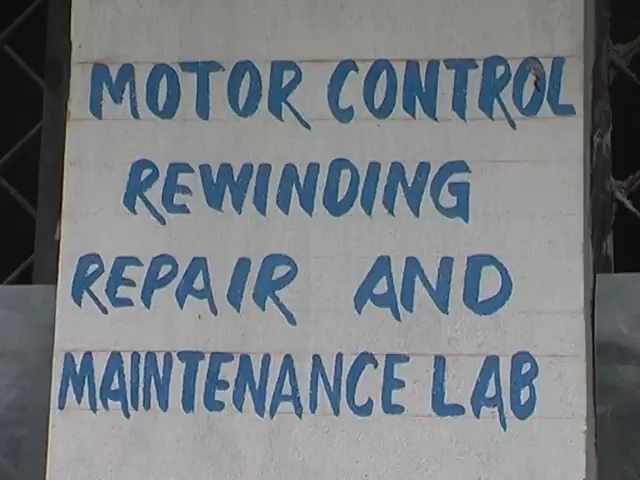 MOTOR CONTROL
REWINDING
REPAIR AND
MAINTENANCE LAB